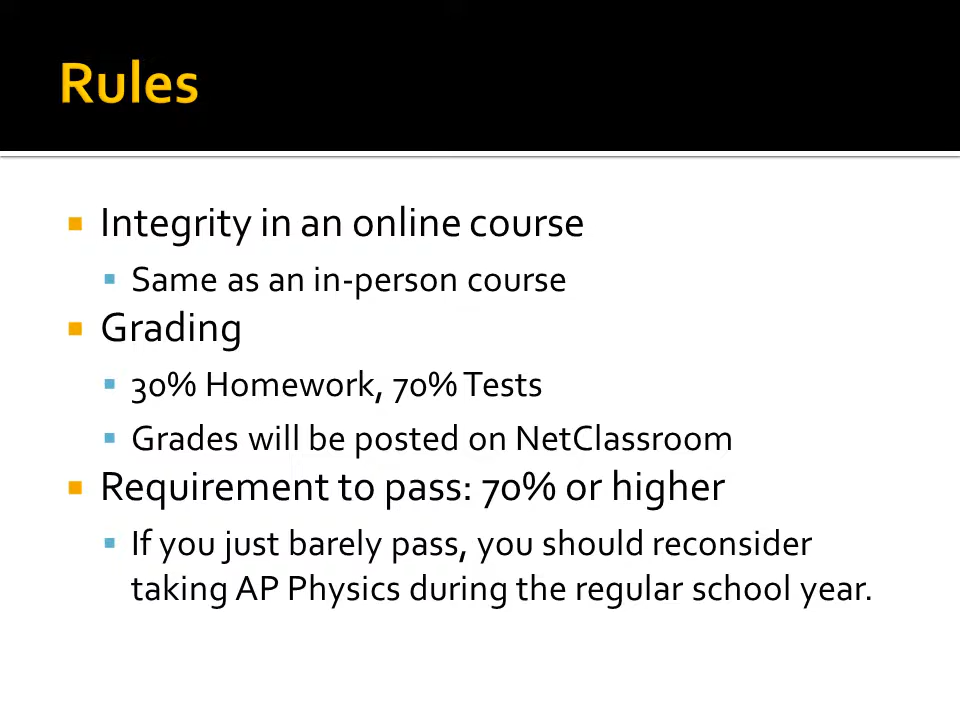 Rules
Integrity in an online course
Same as an in-person course
Grading
30% Homework, 70% Tests
Grades will be posted on NetClassroom
Requirement to pass: 70% or higher
If you just barely pass, you should reconsider
taking AP Physics during the regular school year.